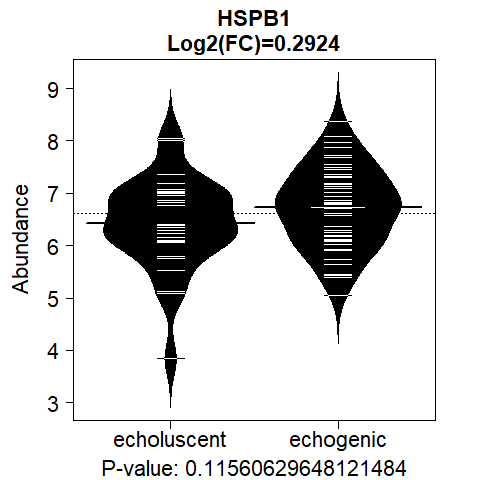 HSPB1
Log2(FC)=0.2924
Abundance
9
8
7
6
5
4
3
echoluscent echogenic
P-value: 0.11560629648121484